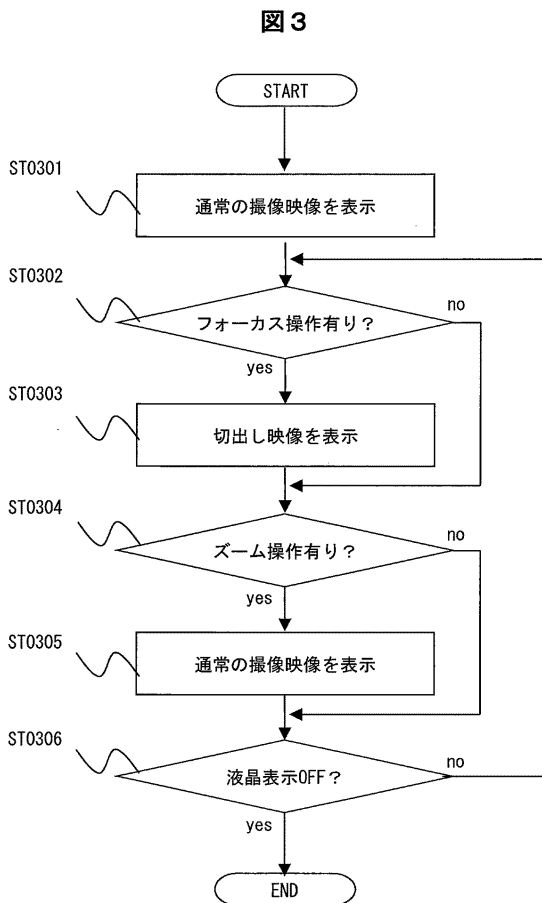 図3
START
ST0301
通常の撮像映像を表示
ST0302
フォーカス操作有り?
no
yes
ST0303
切出し映像を表示
ST0304
ズーム操作有り?
no
yes
ST0305
通常の撮像映像を表示
ST0306
液晶表示OFF?
no
yes
END